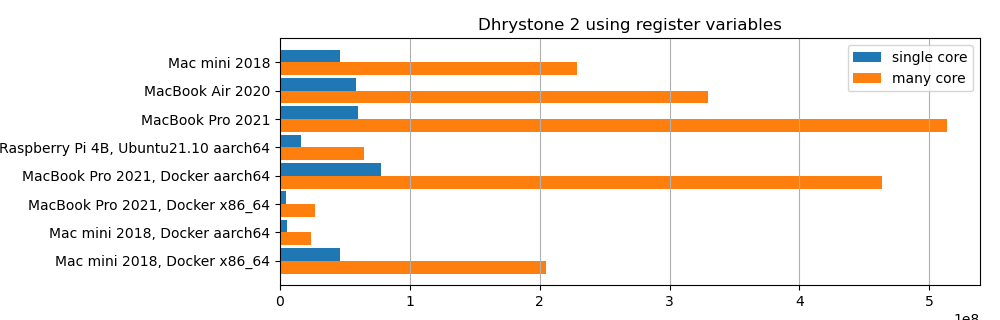 Dhrystone 2 using register variables
single core
many core
Mac mini 2018
MacBook Air 2020
MacBook Pro 2021
Raspberry Pi 4B, Ubuntu21.10 aarch64
MacBook Pro 2021, Docker aarch64
MacBook Pro 2021, Docker x86_64
Mac mini 2018, Docker aarch64
Mac mini 2018, Docker x86_64
0 1 2 3 4 5
1e8